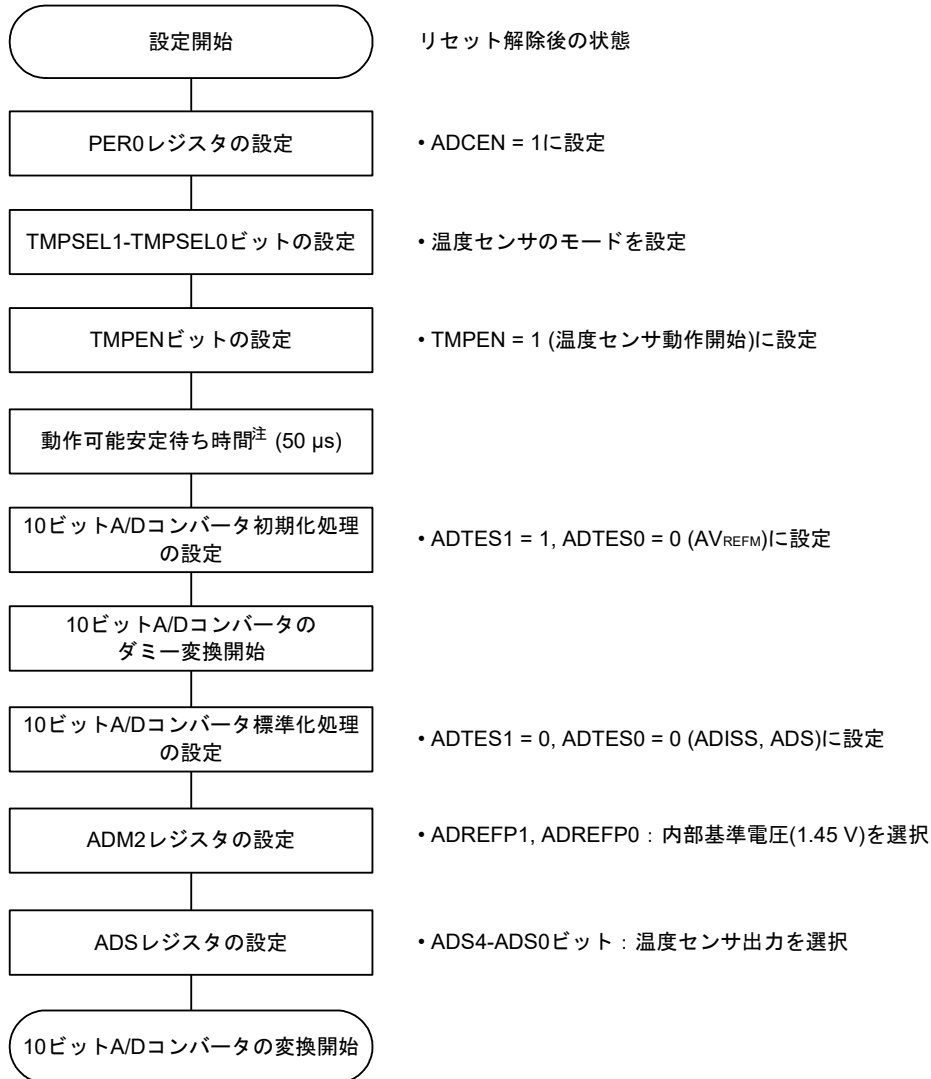 設定開始
リセット解除後の状態
PER0レジスタの設定
• ADCEN = 1に設定
TMPSEL1-TMPSEL0ビットの設定
• 温度センサのモードを設定
TMPENビットの設定
• TMPEN = 1 (温度センサ動作開始)に設定
動作可能安定待ち時間注 (50 μs)
10ビットA/Dコンバータ初期化処理
の設定
• ADTES1 = 1, ADTES0 = 0 (AVREFM)に設定
10ビットA/Dコンバータの
ダミー変換開始
10ビットA/Dコンバータ標準化処理
の設定
• ADTES1 = 0, ADTES0 = 0 (ADISS, ADS)に設定
ADM2レジスタの設定
• ADREFP1, ADREFP0：内部基準電圧(1.45 V)を選択
ADSレジスタの設定
• ADS4-ADS0ビット：温度センサ出力を選択
10ビットA/Dコンバータの変換開始